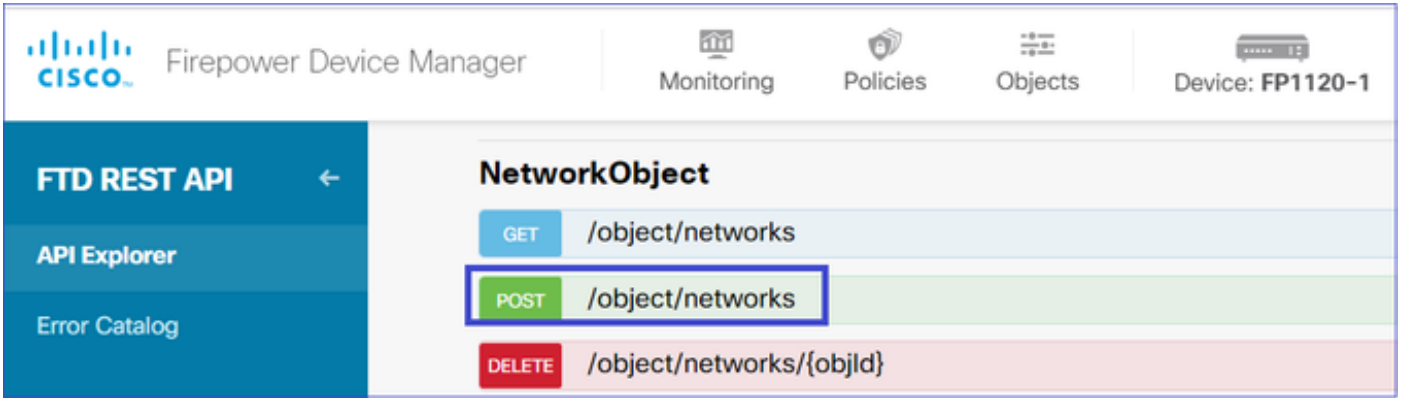 CISCO
Firepower Device Manager
Monitoring
Policies
Objects
Device: FP1120-1
FTD REST API
API Explorer
Error Catalog
NetworkObject
GET /object/networks
POST /object/networks
DELETE /object/networks/{objId}